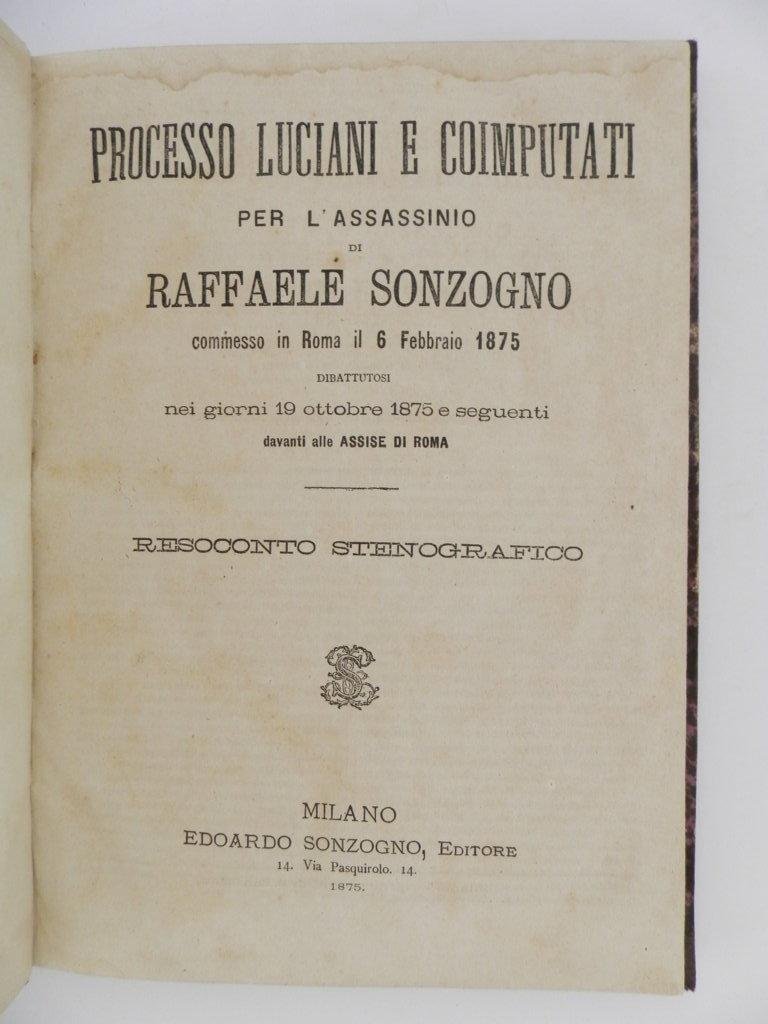 PROCESSO LUCIANI E COIMPUTATI
PER L'ASSASSINIO
DI
RAFFAELE SONZOGNO
commesso in Roma il 6 Febbraio 1875
DIBATTUTOSI
nei giorni 19 ottobre 1875 e seguenti
davanti alle ASSISE DI ROMA
RESOCONTO STENOGRAFICO
MILANO
EDOARDO SONZOGNO, EDITORE
14. Via Pasquirolo. 14.
1875.